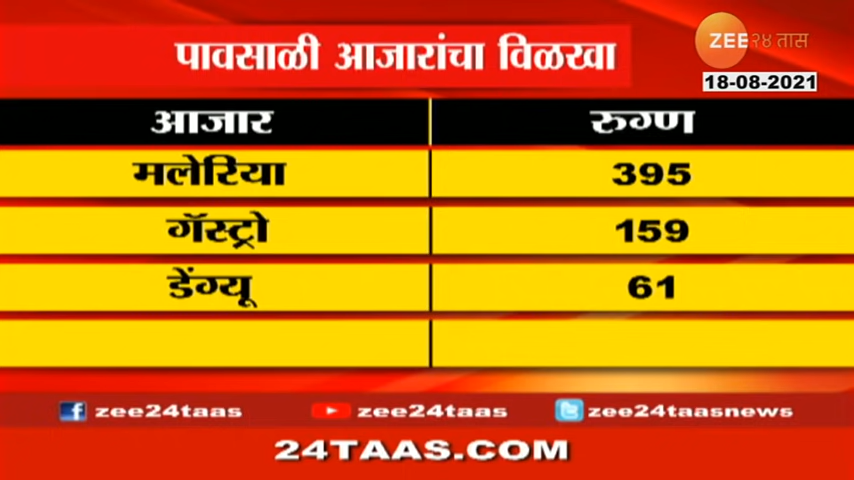 पावसाळी आजारांचा विळखा
ZEE २४ तास
18-08-2021
आजार रुग्ण
मलेरिया 395
गॅस्ट्रो 159
डेंग्यू 61
zee24taas zee24taas zee24taasnews
24TAAS.COM